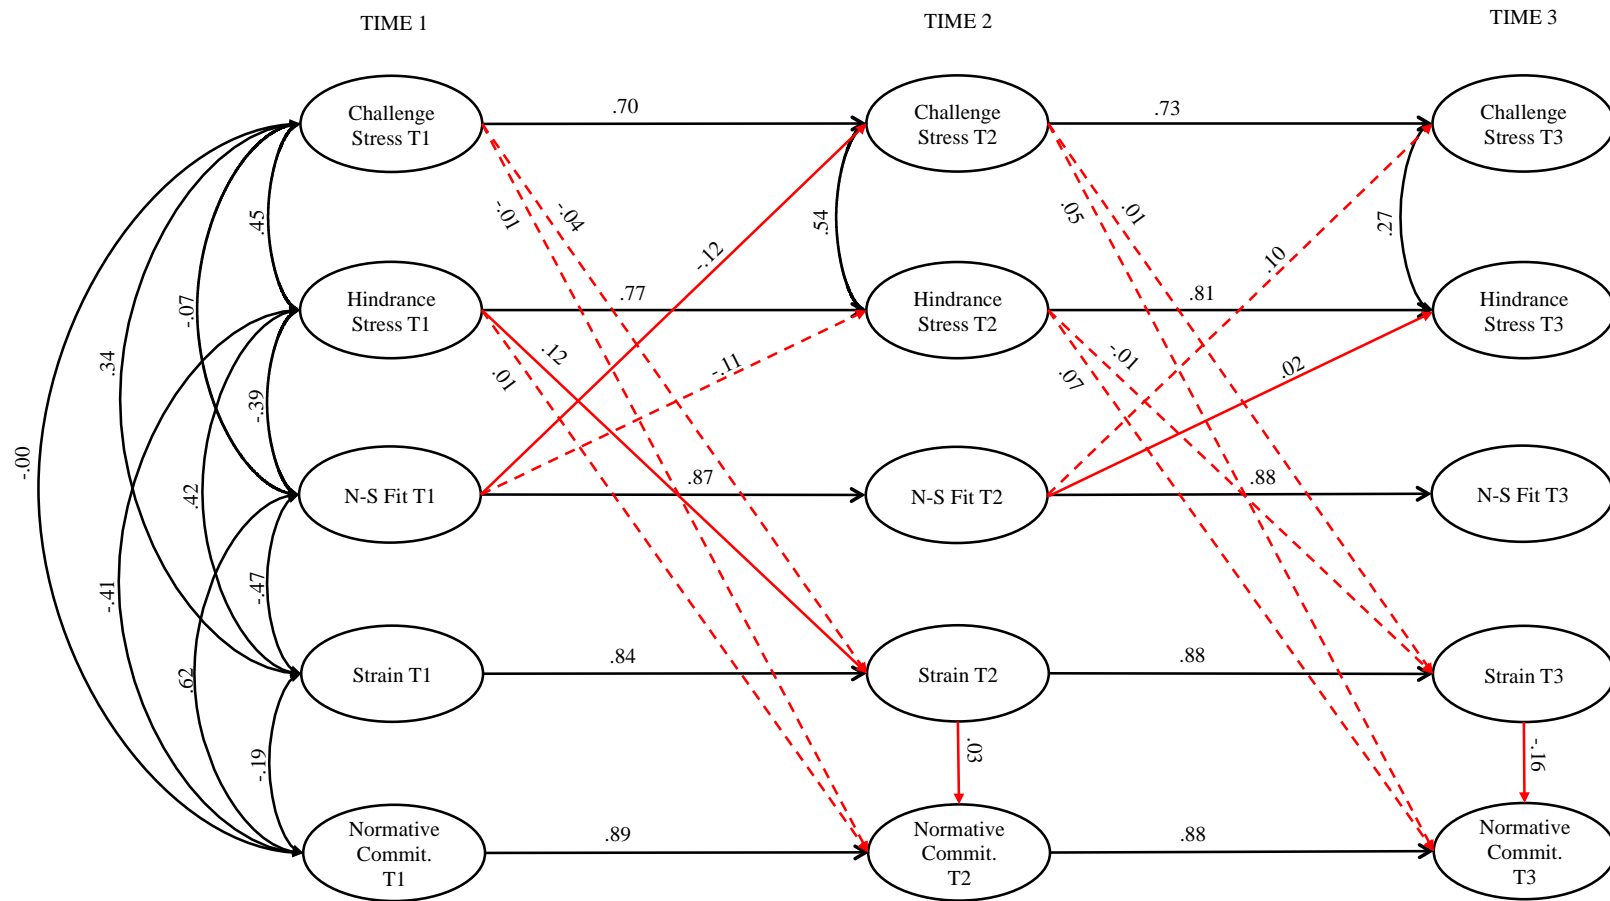 TIME 1
TIME 2
TIME 3
Challenge
Stress T1
.70
Challenge
Stress T2
.73
Challenge
Stress T3
.45
-.01
-.04
-.12
.54
.05
.01
.10
.27
Hindrance
Stress T1
.77
Hindrance
Stress T2
.81
Hindrance
Stress T3
-.07
.34
.12
.01
-.11
-.01
.07
.02
-.39
-.00
.42
N-S Fit T1
.87
N-S Fit T2
.88
N-S Fit T3
-.41
-.47
.62
Strain T1
.84
Strain T2
.88
Strain T3
-.19
.03
-.16
Normative
Commit.
T1
.89
Normative
Commit.
T2
.88
Normative
Commit.
T3